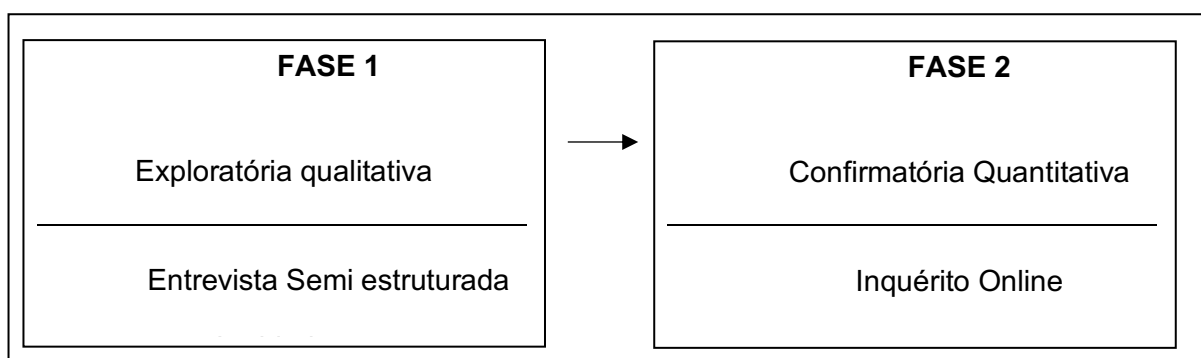 FASE 1
Exploratória qualitativa
Entrevista Semi estruturada
FASE 2
Confirmatória Quantitativa
Inquérito Online